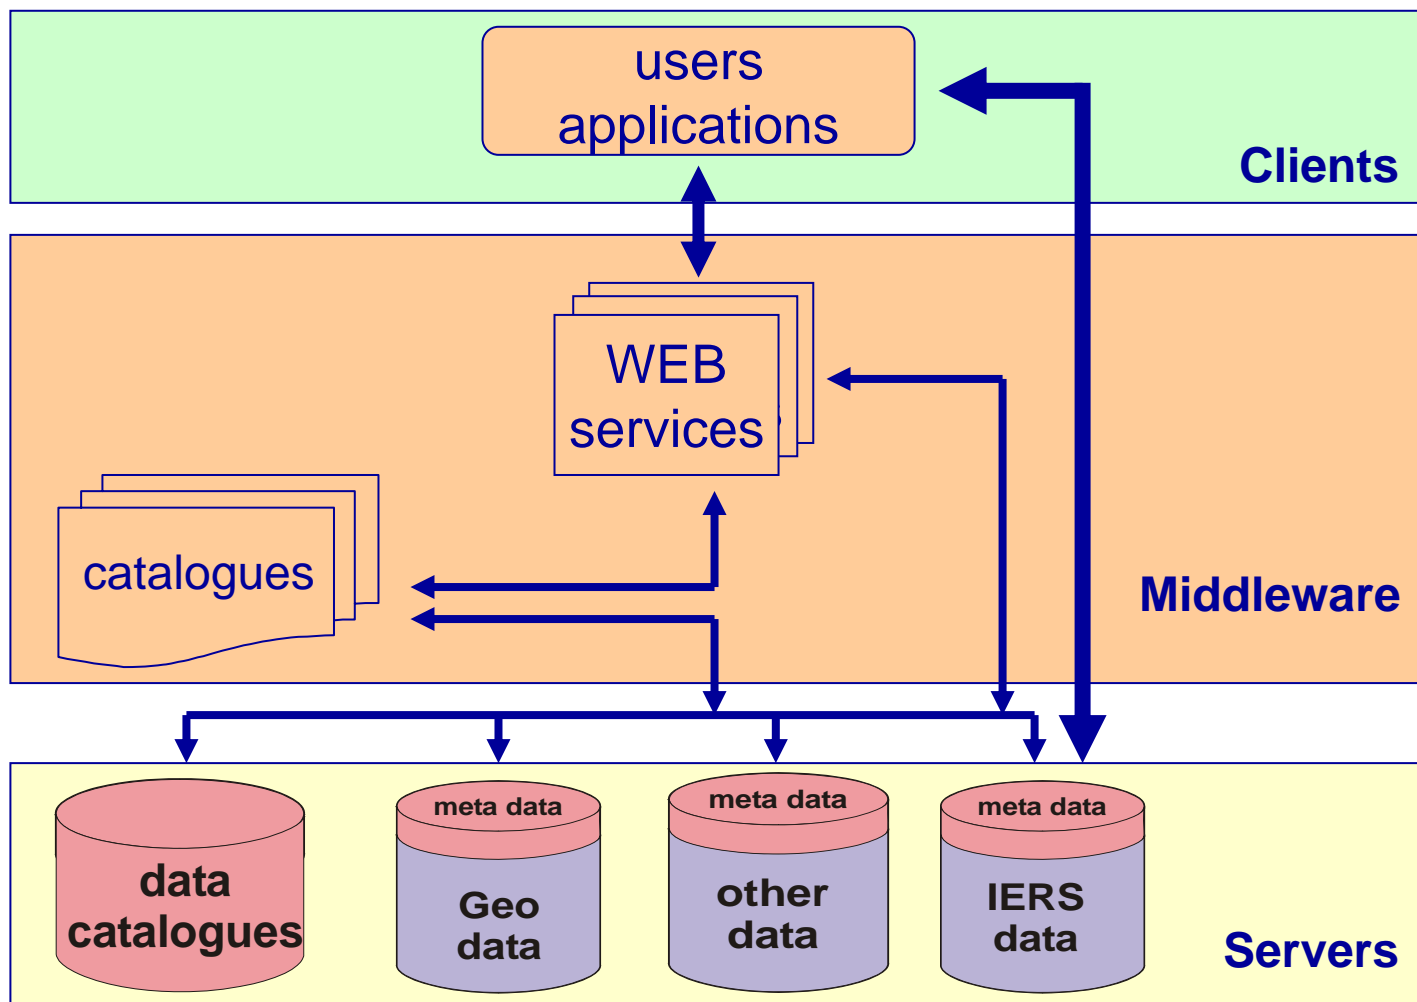 users
applications
Clients
WEB
services
catalogues
Middleware
meta data
meta data
meta data
data
catalogues
Geo
data
other
data
IERS
data
Servers